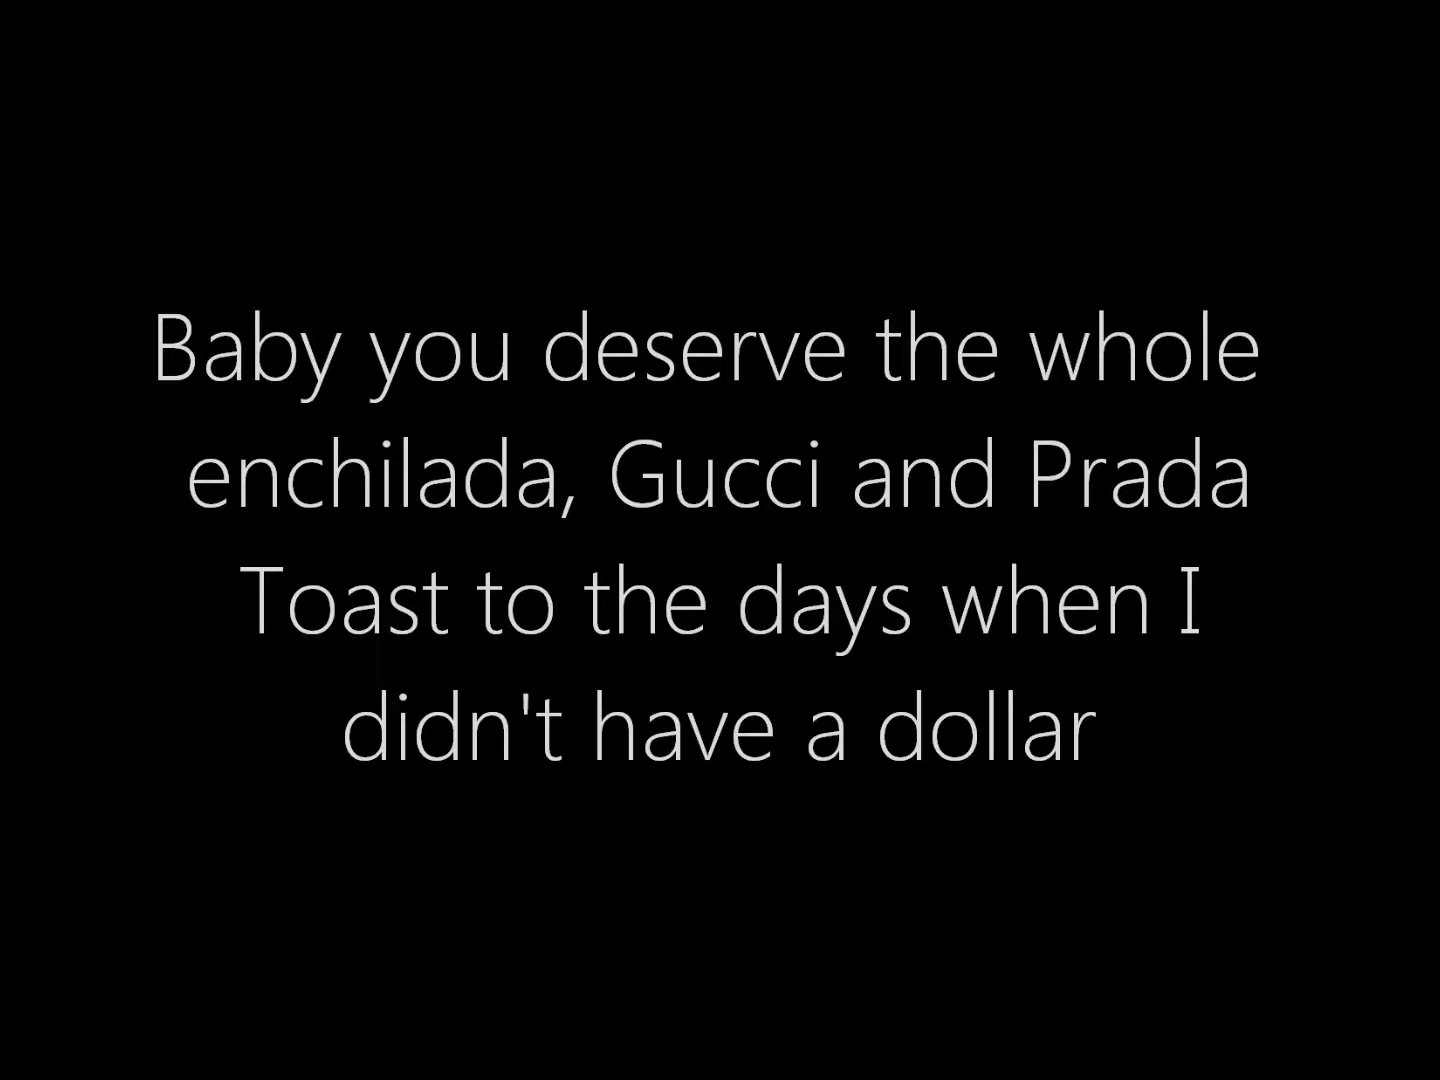 Baby you deserve the whole
enchilada, Gucci and Prada
Toast to the days when I
didn't have a dollar